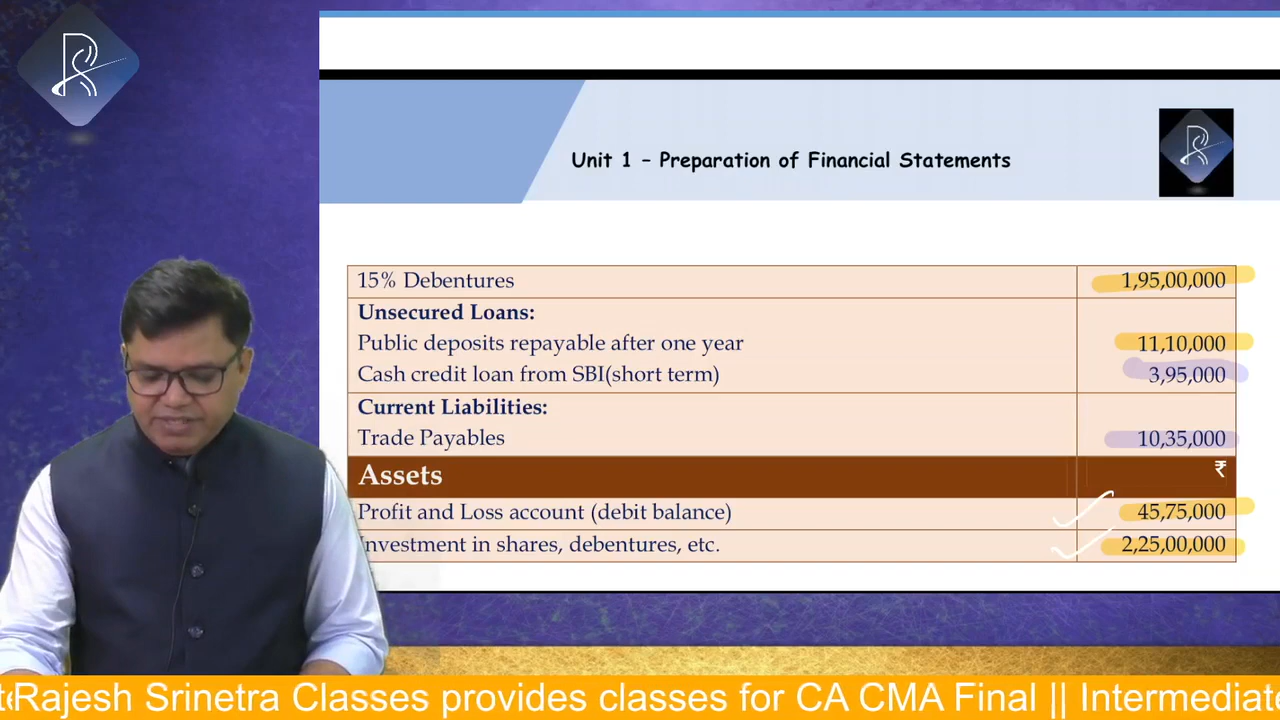 RS
Unit 1 – Preparation of Financial Statements
RS
15% Debentures 1,95,00,000
Unsecured Loans:
Public deposits repayable after one year 11,10,000
Cash credit loan from SBI(short term) 3,95,000
Current Liabilities:
Trade Payables 10,35,000
Assets ₹
Profit and Loss account (debit balance) 45,75,000
Investment in shares, debentures, etc. 2,25,00,000
Rajesh Srinetra Classes provides classes for CA CMA Final || Intermediate